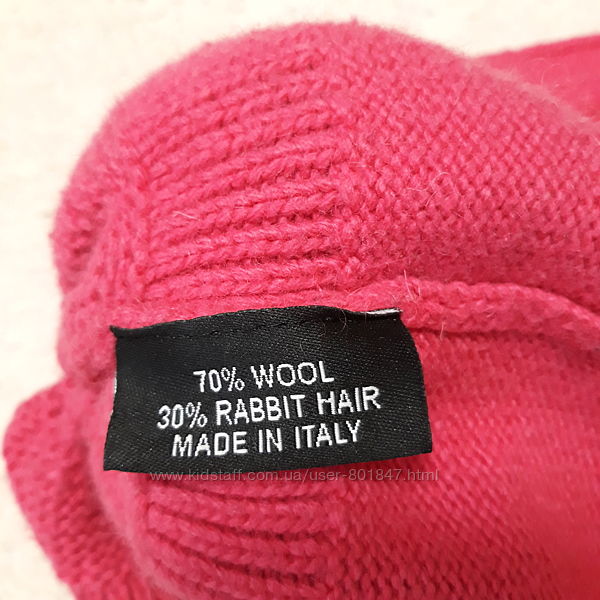 70% WOOL
30% RABBIT HAIR
MADE IN ITALY
www.kidstaff.com.ua/user-801847.html